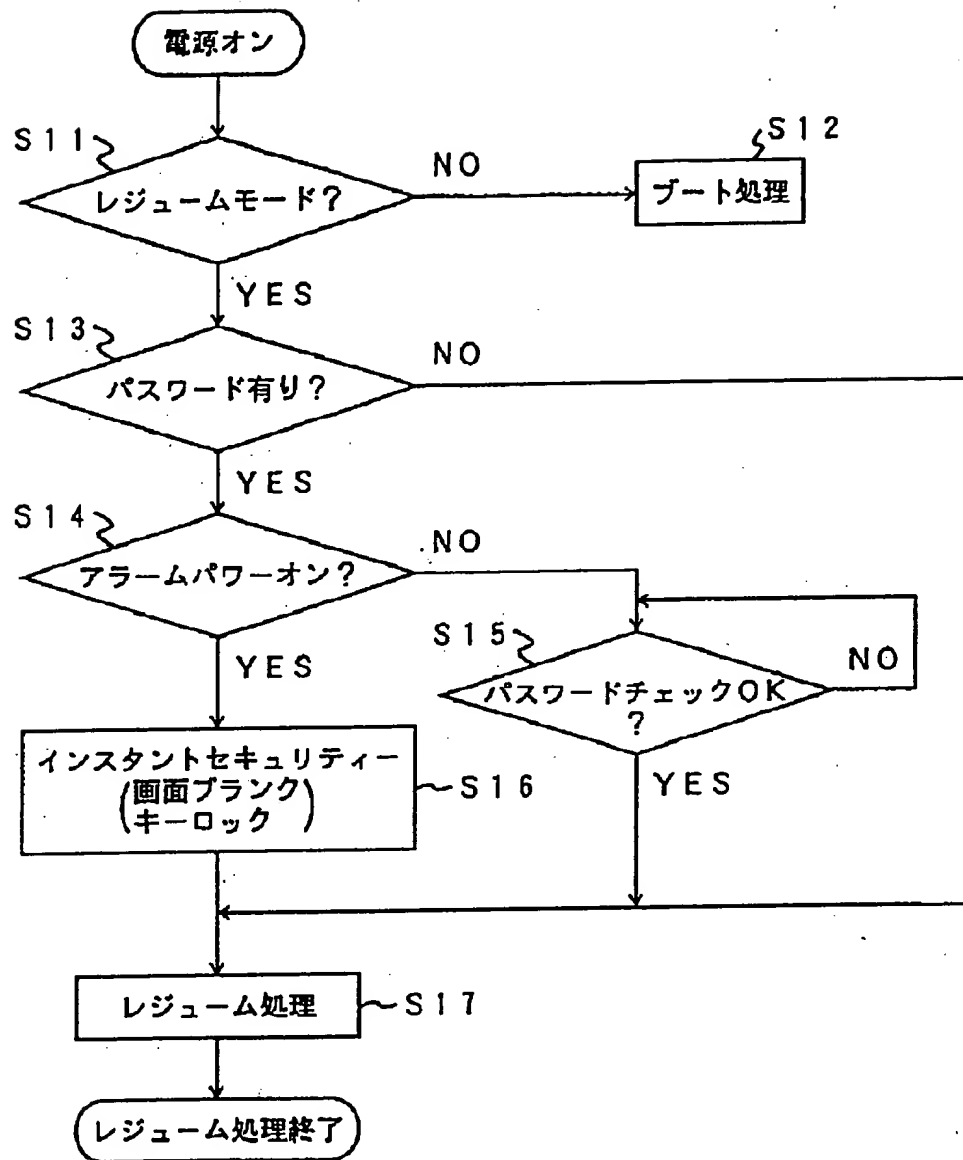 電源オン
S11
レジュームモード?
NO
S12
ブート処理
YES
S13
パスワード有り?
NO
YES
S14
アラームパワーオン?
NO
S15
パスワードチェックOK
?
NO
YES
YES
インスタントセキュリティー
(画面ブランク
キーロック)
S16
レジューム処理
S17
レジューム処理終了